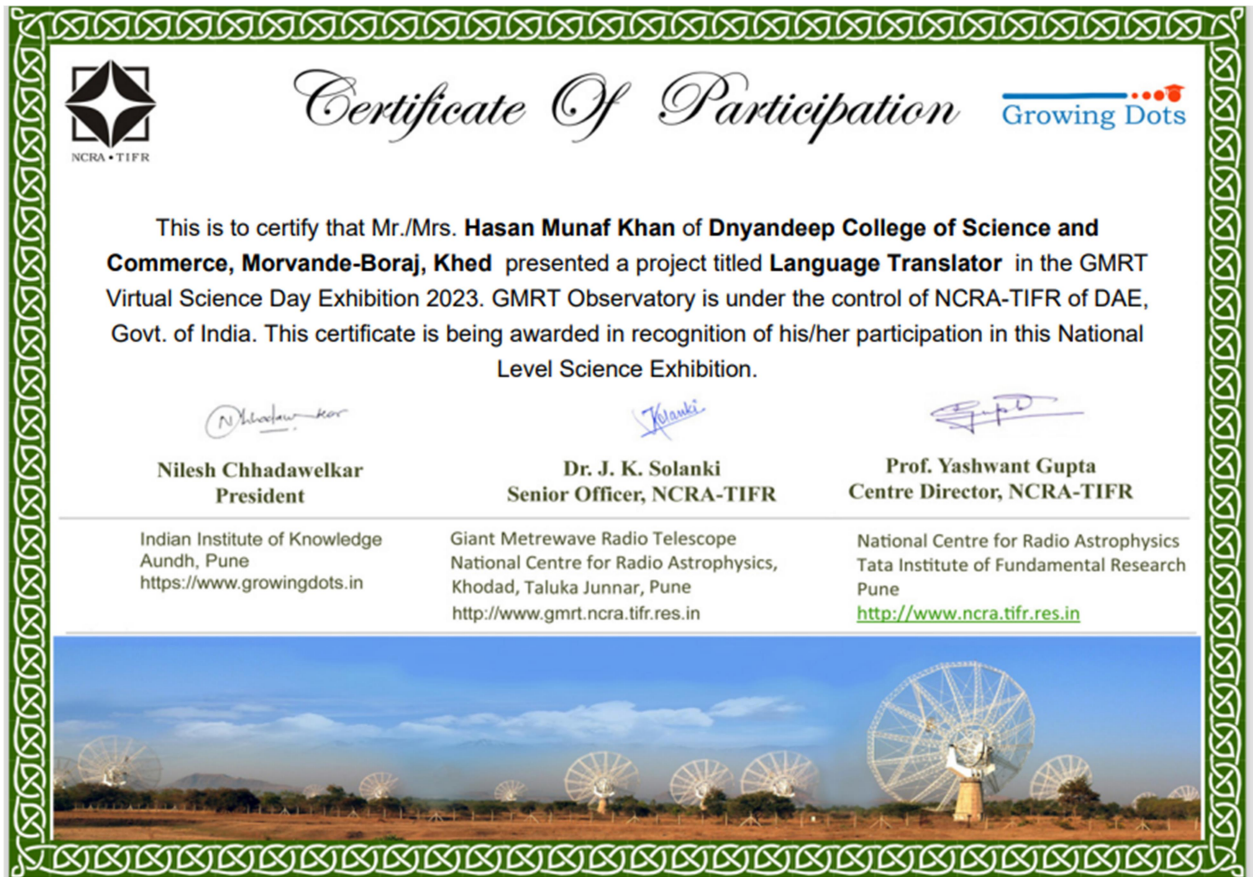 Certificate Of Participation
NCRA • TIFR
Growing Dots
This is to certify that Mr./Mrs. Hasan Munaf Khan of Dnyandeep College of Science and
Commerce, Morvande-Boraj, Khed presented a project titled Language Translator in the GMRT
Virtual Science Day Exhibition 2023. GMRT Observatory is under the control of NCRA-TIFR of DAE,
Govt. of India. This certificate is being awarded in recognition of his/her participation in this National
Level Science Exhibition.
Nilesh Chhadawelkar
President
Dr. J. K. Solanki
Senior Officer, NCRA-TIFR
Prof. Yashwant Gupta
Centre Director, NCRA-TIFR
Indian Institute of Knowledge
Aundh, Pune
https://www.growingdots.in
Giant Metrewave Radio Telescope
National Centre for Radio Astrophysics,
Khodad, Taluka Junnar, Pune
http://www.gmrt.ncra.tifr.res.in
National Centre for Radio Astrophysics
Tata Institute of Fundamental Research
Pune
http://www.ncra.tifr.res.in